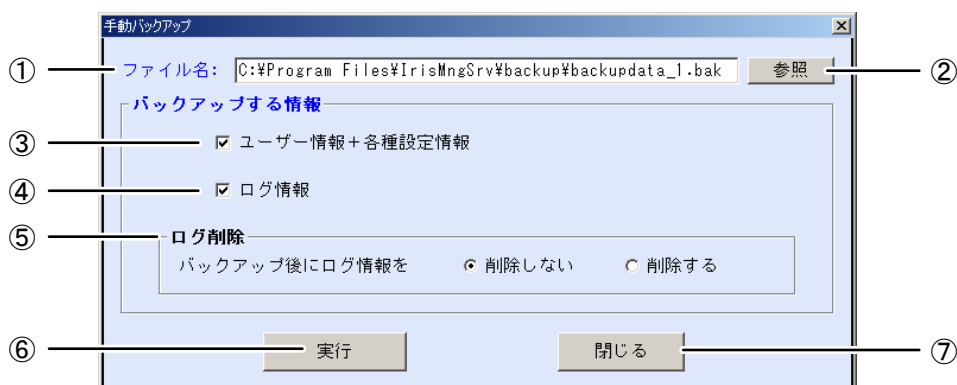 手動バックアップ
① ファイル名: C:¥Program Files¥IrisMngSrv¥backup¥backupdata_1.bak 参照 ②
バックアップする情報
③ ユーザー情報+各種設定情報
④ ログ情報
⑤ ログ削除
バックアップ後にログ情報を 削除しない 削除する
⑥ 実行 閉じる ⑦